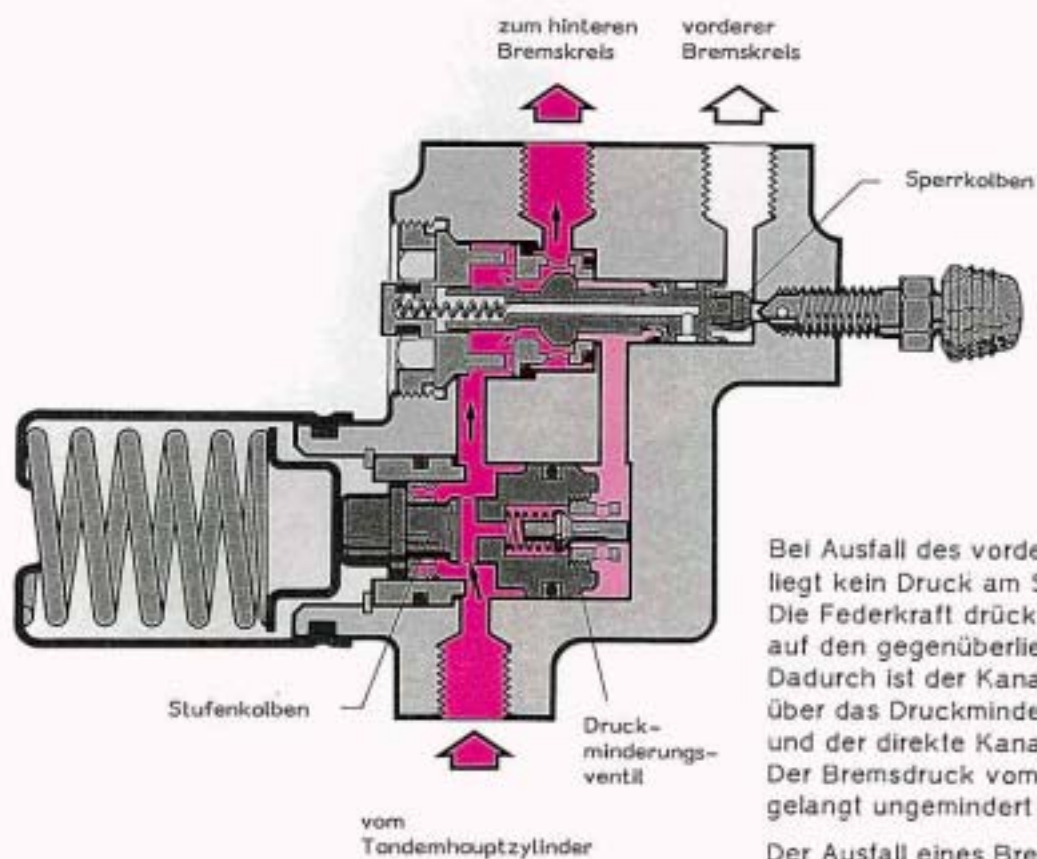 zum hinteren
Bremskreis
vorderer
Bremskreis
Sperrkolben
Stufenkolben
Druck-
minderungs-
ventil
vom
Tandemhauptzylinder
Bei Ausfall des vorde
liegt kein Druck am S
Die Federkraft drück
auf den gegenüberlie
Dadurch ist der Kana
über das Druckminde
und der direkte Kana
Der Bremsdruck vom
gelangt ungemindert
Der Ausfall eines Bre